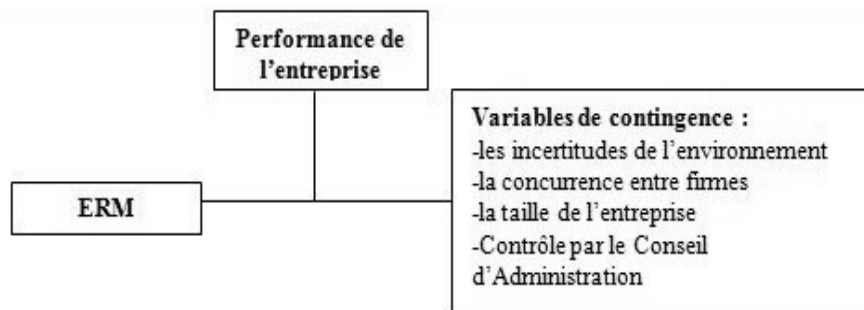 Performance de
l'entreprise
Variables de contingence :
-les incertitudes de l'environnement
-la concurrence entre firmes
-la taille de l'entreprise
-Contrôle par le Conseil
d'Administration
ERM